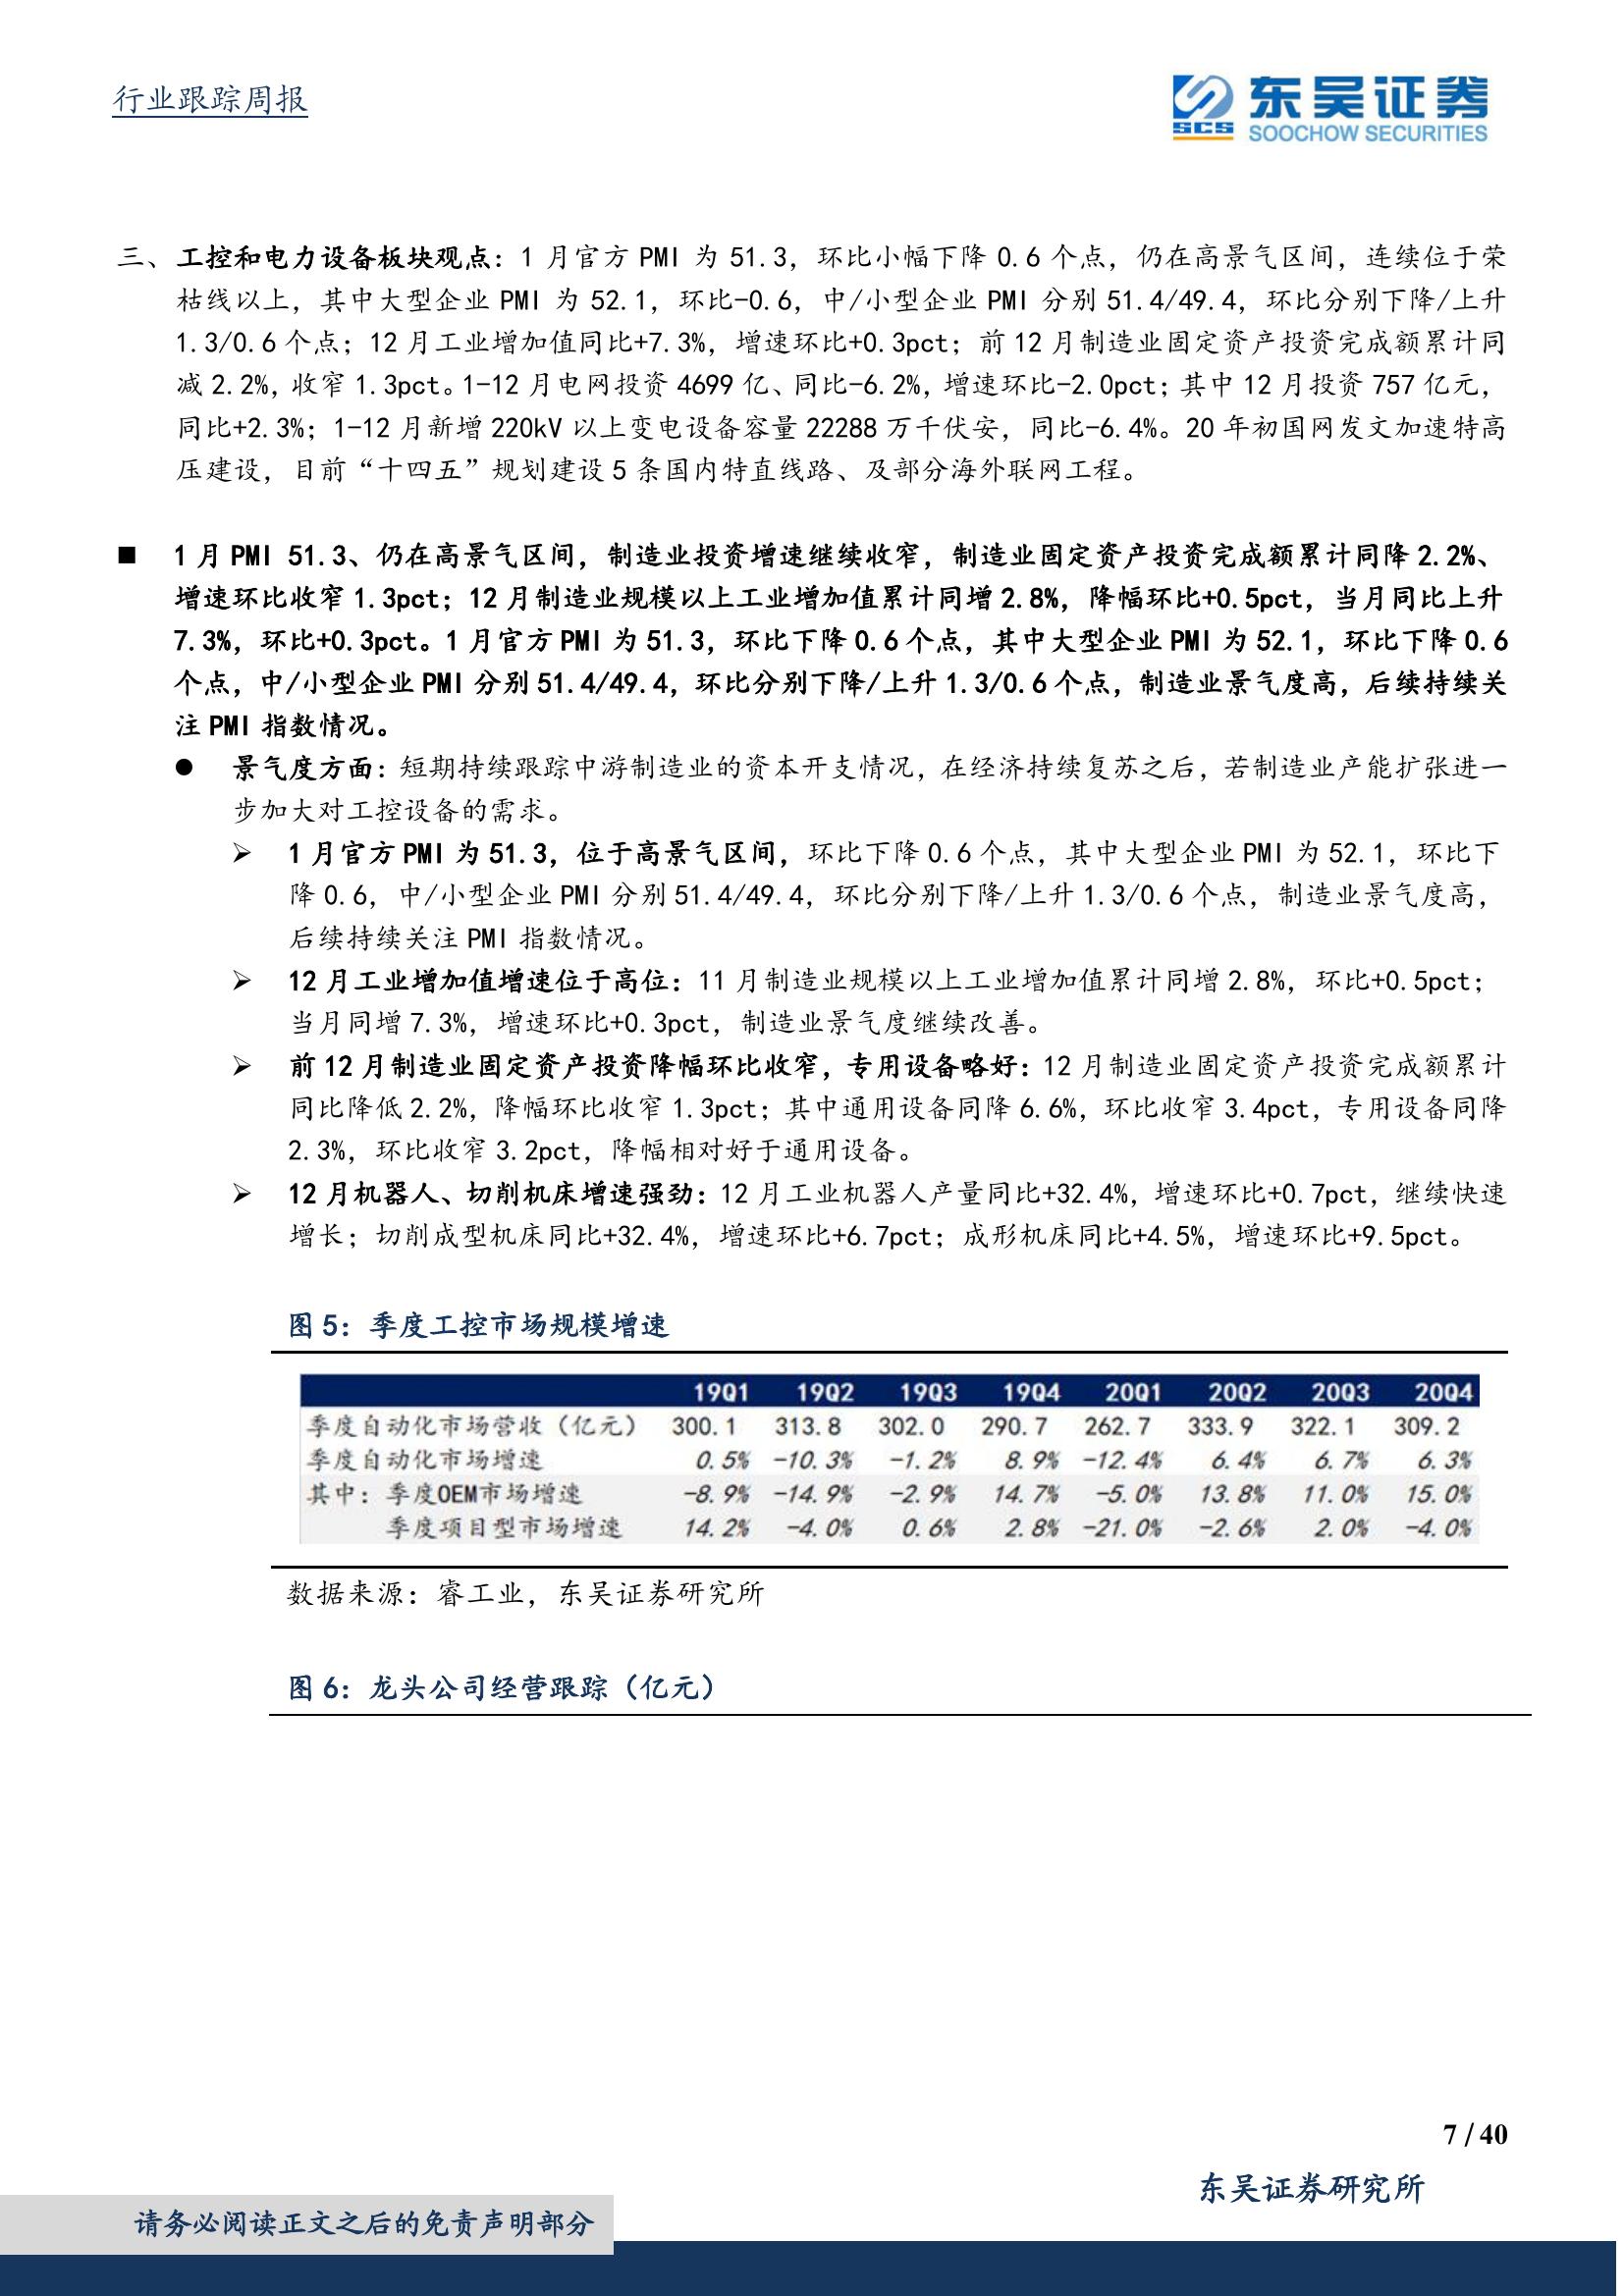 行业跟踪周报
SCS
东吴证券
SOOCHOW SECURITIES
三、工控和电力设备板块观点：1 月官方 PMI 为 51.3，环比小幅下降 0.6 个点，仍在高景气区间，连续位于荣
枯线以上，其中大型企业 PMI 为 52.1，环比-0.6，中/小型企业 PMI 分别 51.4/49.4，环比分别下降/上升
1.3/0.6 个点；12 月工业增加值同比+7.3%，增速环比+0.3pct；前 12 月制造业固定资产投资完成额累计同
减 2.2%，收窄 1.3pct。1-12 月电网投资 4699 亿、同比-6.2%，增速环比-2.0pct；其中 12 月投资 757 亿元，
同比+2.3%；1-12 月新增 220kV 以上变电设备容量 22288 万千伏安，同比-6.4%。20 年初国网发文加速特高
压建设，目前“十四五”规划建设 5 条国内特直线路、及部分海外联网工程。
■ 1 月 PMI 51.3、仍在高景气区间，制造业投资增速继续收窄，制造业固定资产投资完成额累计同降 2.2%、
增速环比收窄 1.3pct；12 月制造业规模以上工业增加值累计同增 2.8%，降幅环比+0.5pct，当月同比上升
7.3%，环比+0.3pct。1 月官方 PMI 为 51.3，环比下降 0.6 个点，其中大型企业 PMI 为 52.1，环比下降 0.6
个点，中/小型企业 PMI 分别 51.4/49.4，环比分别下降/上升 1.3/0.6 个点，制造业景气度高，后续持续关
注 PMI 指数情况。
● 景气度方面：短期持续跟踪中游制造业的资本开支情况，在经济持续复苏之后，若制造业产能扩张进一
步加大对工控设备的需求。
➢ 1 月官方 PMI 为 51.3，位于高景气区间，环比下降 0.6 个点，其中大型企业 PMI 为 52.1，环比下
降 0.6，中/小型企业 PMI 分别 51.4/49.4，环比分别下降/上升 1.3/0.6 个点，制造业景气度高，
后续持续关注 PMI 指数情况。
➢ 12 月工业增加值增速位于高位：11 月制造业规模以上工业增加值累计同增 2.8%，环比+0.5pct；
当月同增 7.3%，增速环比+0.3pct，制造业景气度继续改善。
➢ 前 12 月制造业固定资产投资降幅环比收窄，专用设备略好：12 月制造业固定资产投资完成额累计
同比降低 2.2%，降幅环比收窄 1.3pct；其中通用设备同降 6.6%，环比收窄 3.4pct，专用设备同降
2.3%，环比收窄 3.2pct，降幅相对好于通用设备。
➢ 12 月机器人、切削机床增速强劲：12 月工业机器人产量同比+32.4%，增速环比+0.7pct，继续快速
增长；切削成型机床同比+32.4%，增速环比+6.7pct；成形机床同比+4.5%，增速环比+9.5pct。
图 5：季度工控市场规模增速
19Q1 19Q2 19Q3 19Q4 20Q1 20Q2 20Q3 20Q4
季度自动化市场营收（亿元） 300.1 313.8 302.0 290.7 262.7 333.9 322.1 309.2
季度自动化市场增速 0.5% -10.3% -1.2% 8.9% -12.4% 6.4% 6.7% 6.3%
其中：季度OEM市场增速 -8.9% -14.9% -2.9% 14.7% -5.0% 13.8% 11.0% 15.0%
季度项目型市场增速 14.2% -4.0% 0.6% 2.8% -21.0% -2.6% 2.0% -4.0%
数据来源：睿工业，东吴证券研究所
图 6：龙头公司经营跟踪（亿元）
7 / 40
东吴证券研究所
请务必阅读正文之后的免责声明部分